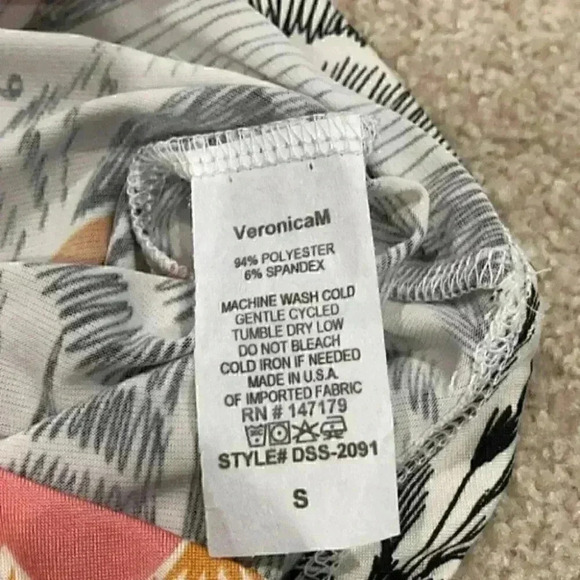 VeronicaM
94% POLYESTER
6% SPANDEX
MACHINE WASH COLD
GENTLE CYCLED
TUMBLE DRY LOW
DO NOT BLEACH
COLD IRON IF NEEDED
MADE IN U.S.A.
OF IMPORTED FABRIC
RN # 147179
STYLE# DSS-2091
S